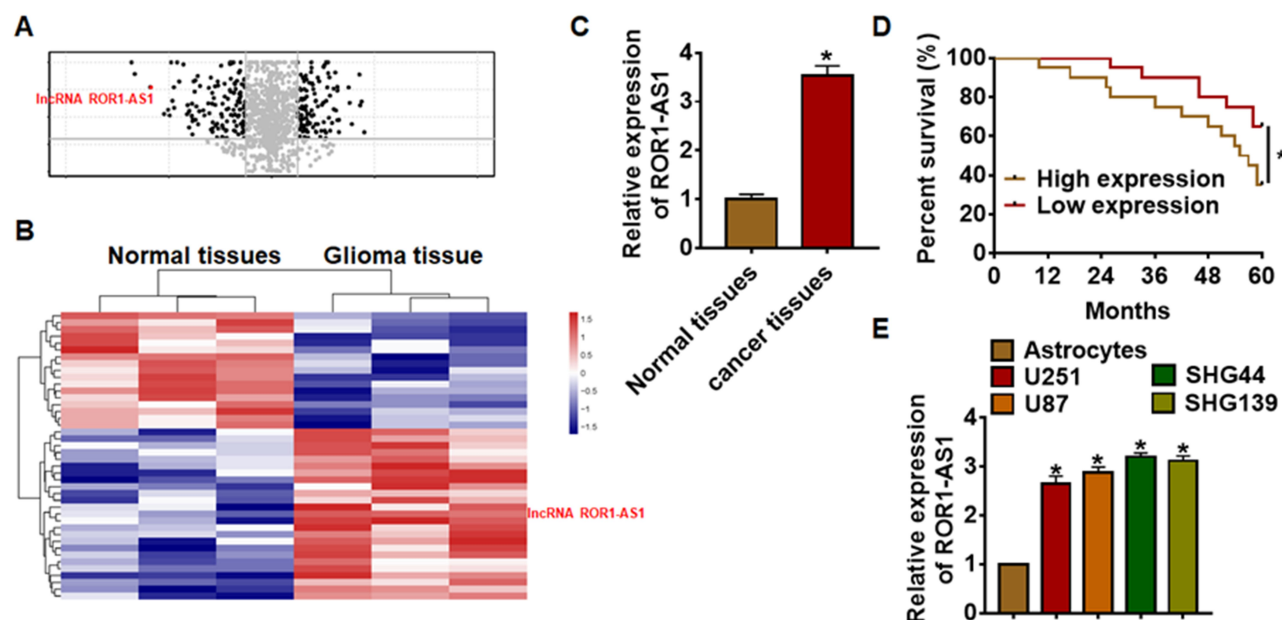 A
lncRNA ROR1-AS1
B
Normal tissues Glioma tissue
1.5
1
0.5
0
−0.5
−1
−1.5
lncRNA ROR1-AS1
C
Relative expression
of ROR1-AS1
4
3
2
1
0
*
Normal tissues
cancer tissues
D
Percent survival (%)
100
80
60
40
20
0
High expression
Low expression
*
0 12 24 36 48 60
Months
E
Astrocytes
U251 SHG44
U87 SHG139
Relative expression
of ROR1-AS1
4
3
2
1
0
* * * *